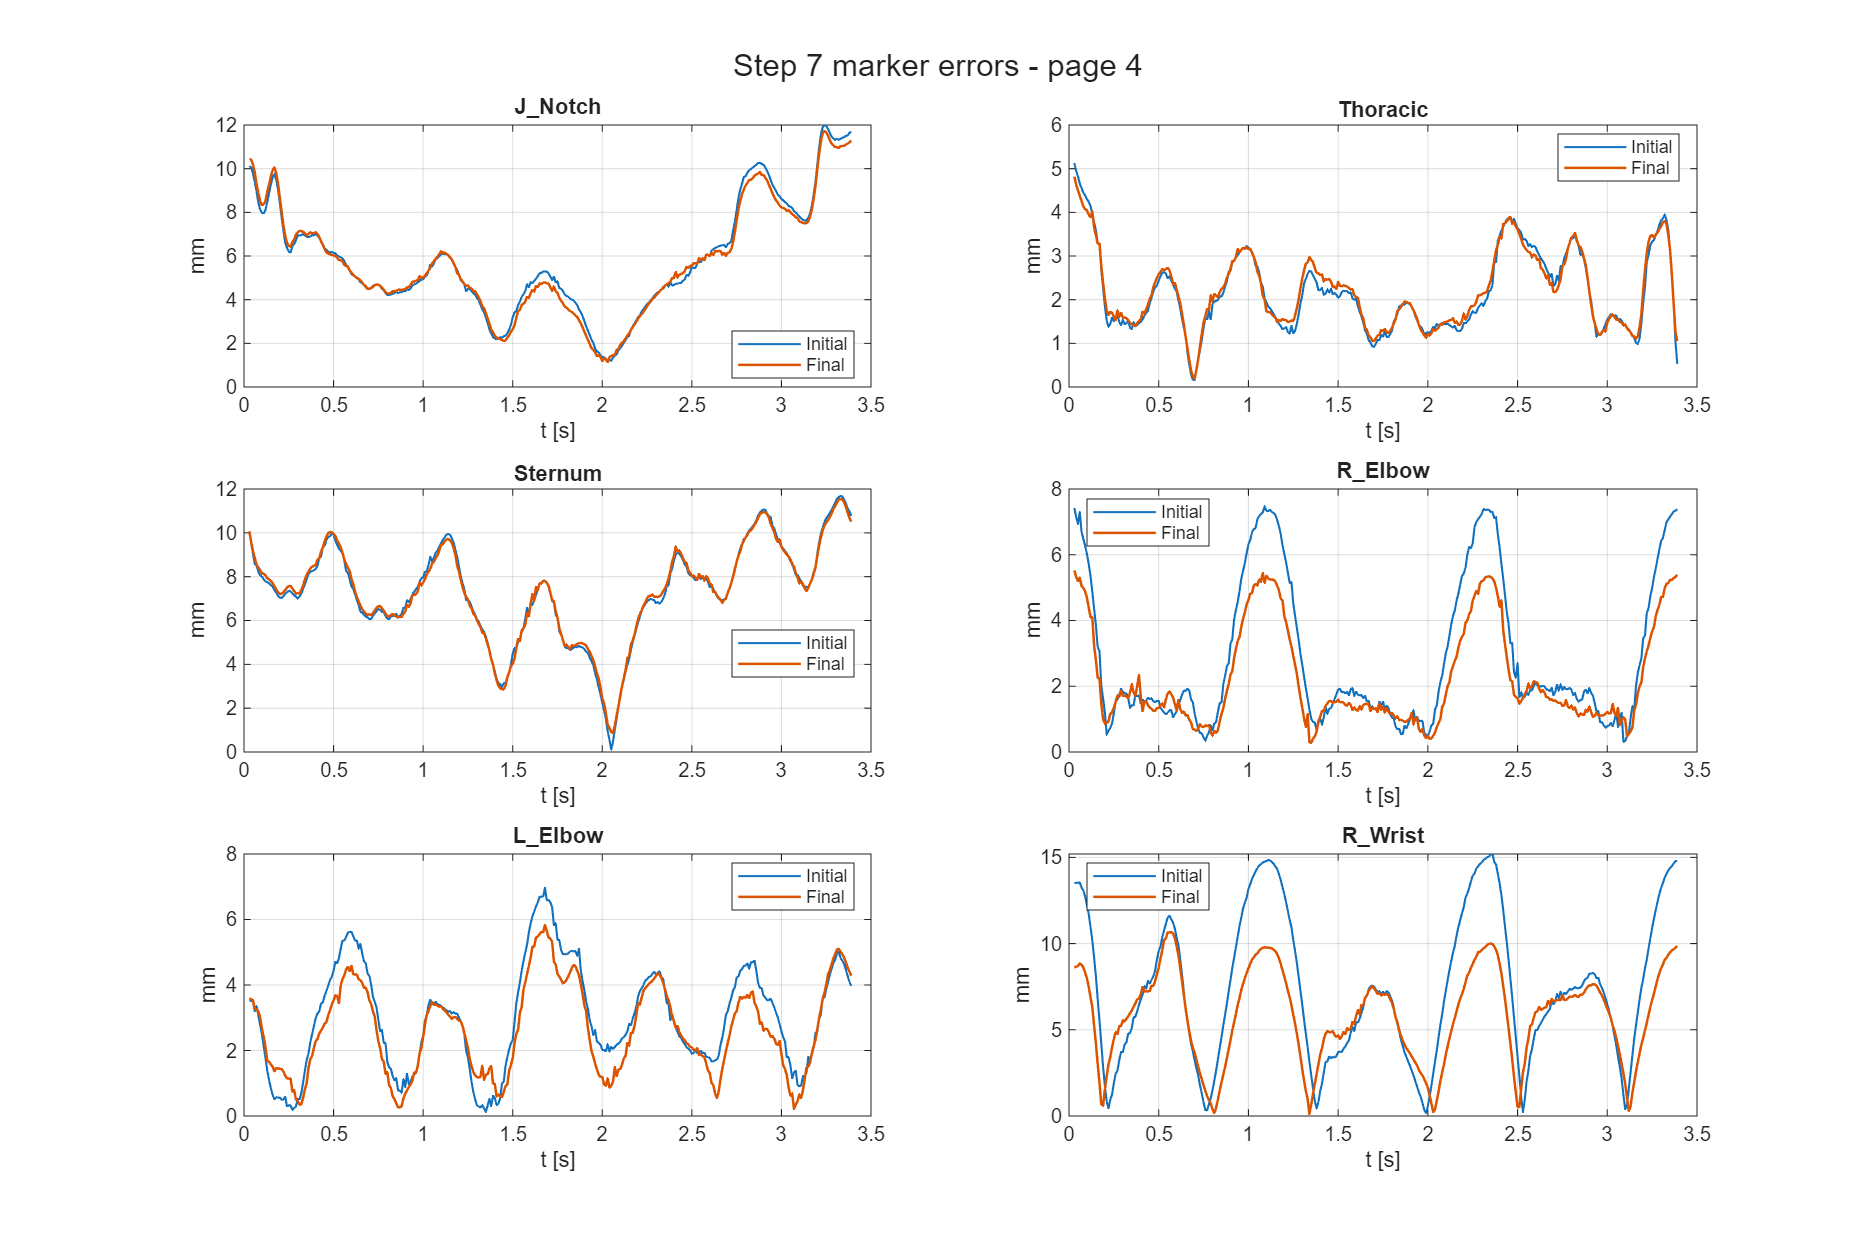 Step 7 marker errors - page 4
J_Notch
12
10
8
6
4
2
0
mm
0 0.5 1 1.5 2 2.5 3 3.5
t [s]
Initial
Final
Thoracic
6
5
4
3
2
1
0
mm
0 0.5 1 1.5 2 2.5 3 3.5
t [s]
Initial
Final
Sternum
12
10
8
6
4
2
0
mm
0 0.5 1 1.5 2 2.5 3 3.5
t [s]
Initial
Final
R_Elbow
8
6
4
2
0
mm
0 0.5 1 1.5 2 2.5 3 3.5
t [s]
Initial
Final
L_Elbow
8
6
4
2
0
mm
0 0.5 1 1.5 2 2.5 3 3.5
t [s]
Initial
Final
R_Wrist
15
10
5
0
mm
0 0.5 1 1.5 2 2.5 3 3.5
t [s]
Initial
Final